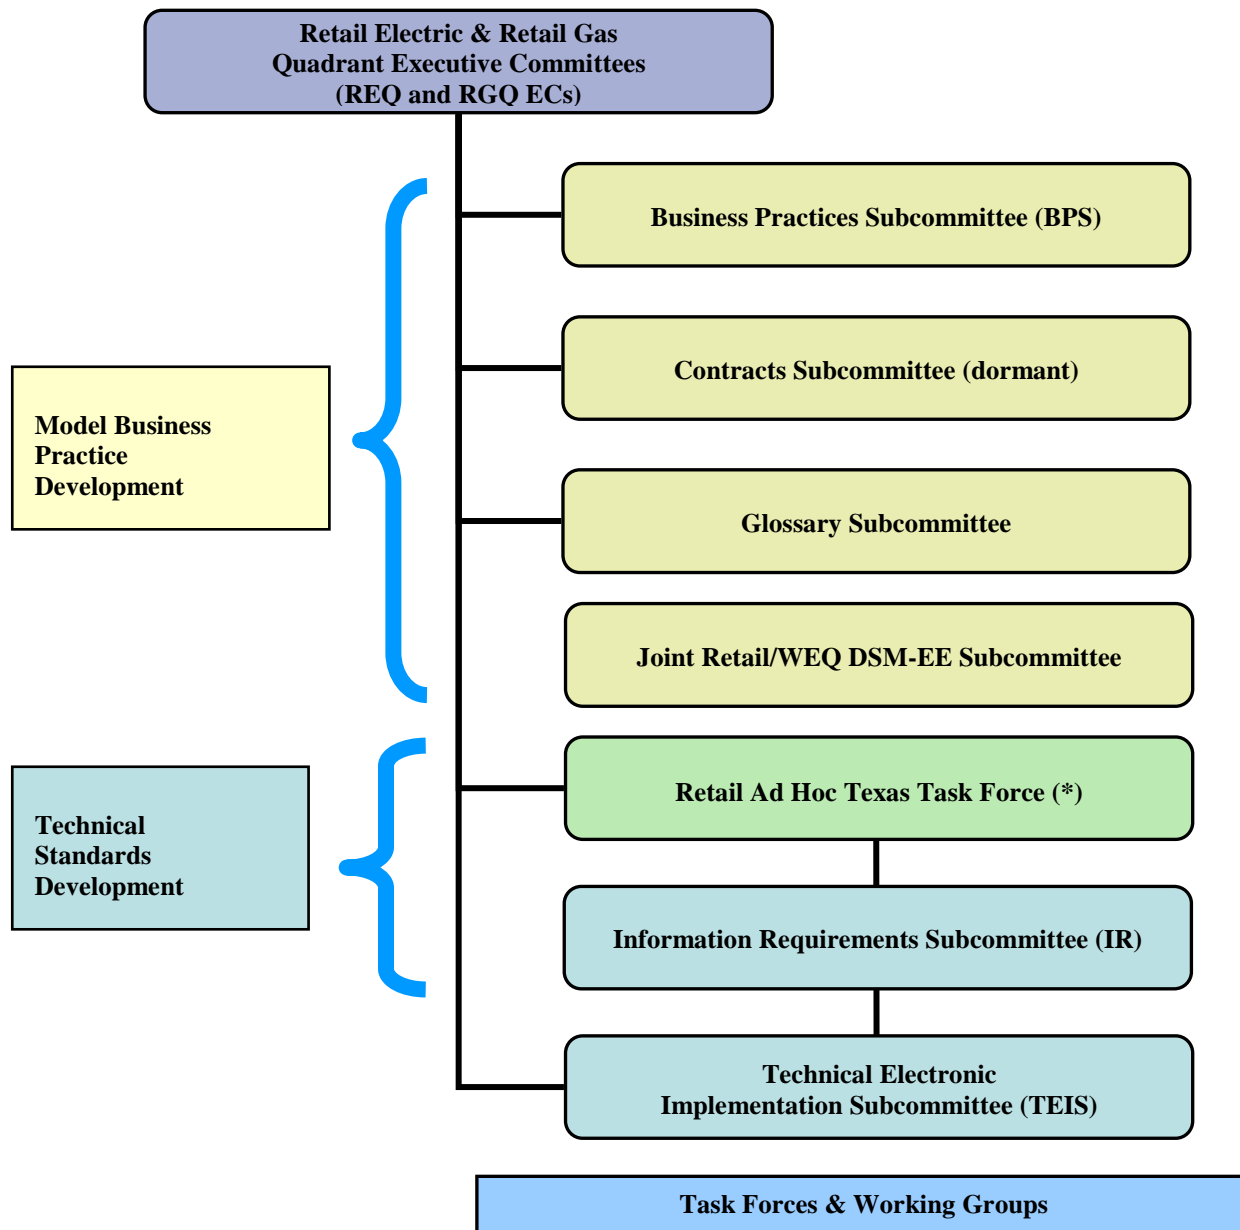 Retail Electric & Retail Gas
Quadrant Executive Committees
(REQ and RGQ ECs)
Business Practices Subcommittee (BPS)
Contracts Subcommittee (dormant)
Model Business
Practice
Development
Glossary Subcommittee
Joint Retail/WEQ DSM-EE Subcommittee
Retail Ad Hoc Texas Task Force (*)
Technical
Standards
Development
Information Requirements Subcommittee (IR)
Technical Electronic
Implementation Subcommittee (TEIS)
Task Forces & Working Groups